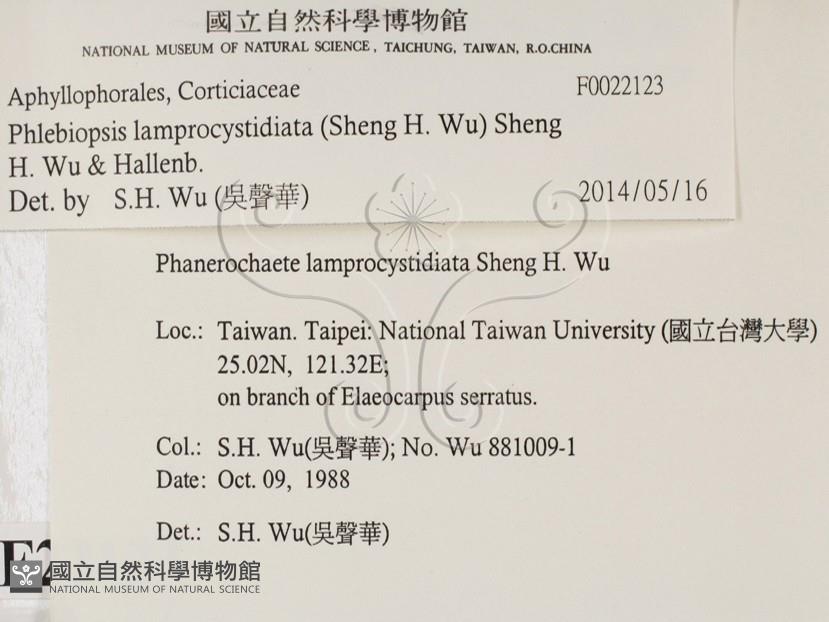 國立自然科學博物館
NATIONAL MUSEUM OF NATURAL SCIENCE, TAICHUNG, TAIWAN, R.O.CHINA
Aphyllophorales, Corticiaceae F0022123
Phlebiopsis lamprocystidiata (Sheng H. Wu) Sheng
H. Wu & Hallenb.
Det. by S.H. Wu (吳聲華) 2014/05/16
Phanerochaete lamprocystidiata Sheng H. Wu
Loc.: Taiwan. Taipei: National Taiwan University (國立台灣大學)
25.02N, 121.32E;
on branch of Elaeocarpus serratus.
Col.: S.H. Wu(吳聲華); No. Wu 881009-1
Date: Oct. 09, 1988
Det.: S.H. Wu(吳聲華)
國立自然科學博物館
NATIONAL MUSEUM OF NATURAL SCIENCE